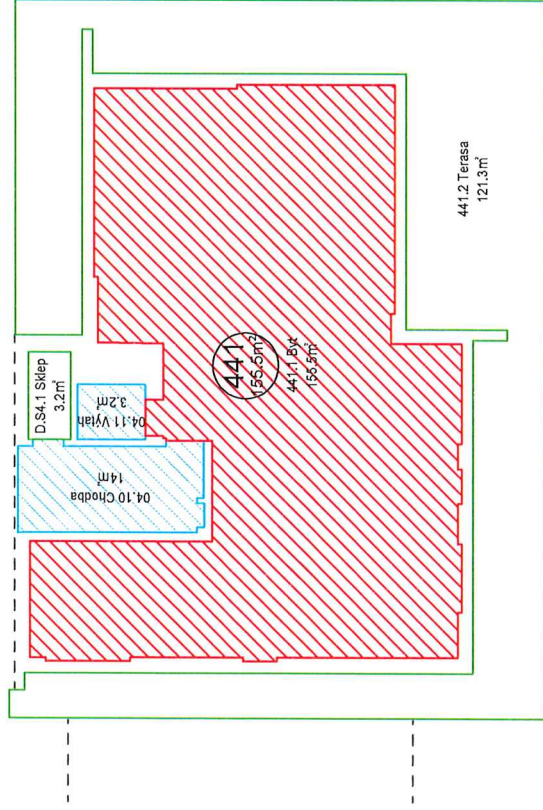 D.S4.1 Sklep
3.2m²
04.11 Výtah
3.2m²
04.10 Chodba
14m²
441
155.5m²
441.1 Byt
155.5m²
441.2 Terasa
121.3m²